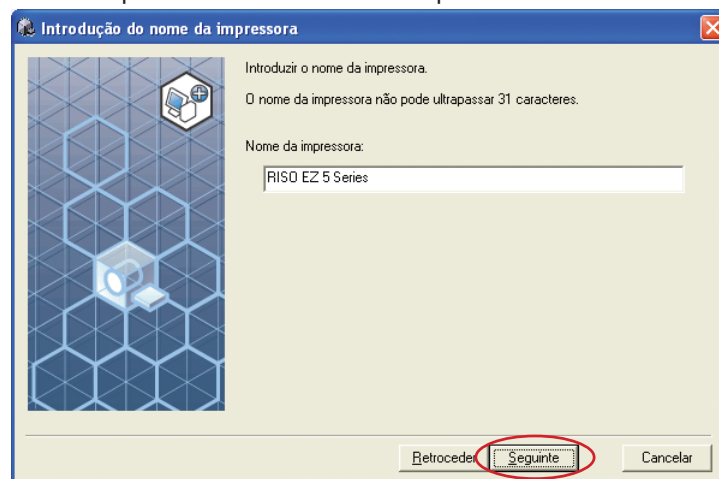 Introdução do nome da impressora
Introduzir o nome da impressora.
O nome da impressora não pode ultrapassar 31 caracteres.
Nome da impressora:
RISO EZ 5 Series
Retroceder Seguinte Cancelar